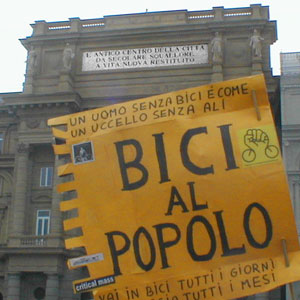 L'ANTICO CENTRO DELLA CITTÀ
DA SECOLARE SQUALLORE
A VITA NUOVA RESTITUITO
UN UOMO SENZA BICI È COME
UN UCCELLO SENZA ALI
BICI
AL
POPOLO
critical mass
VAI IN BICI TUTTI I GIORNI
TUTTI I MESI